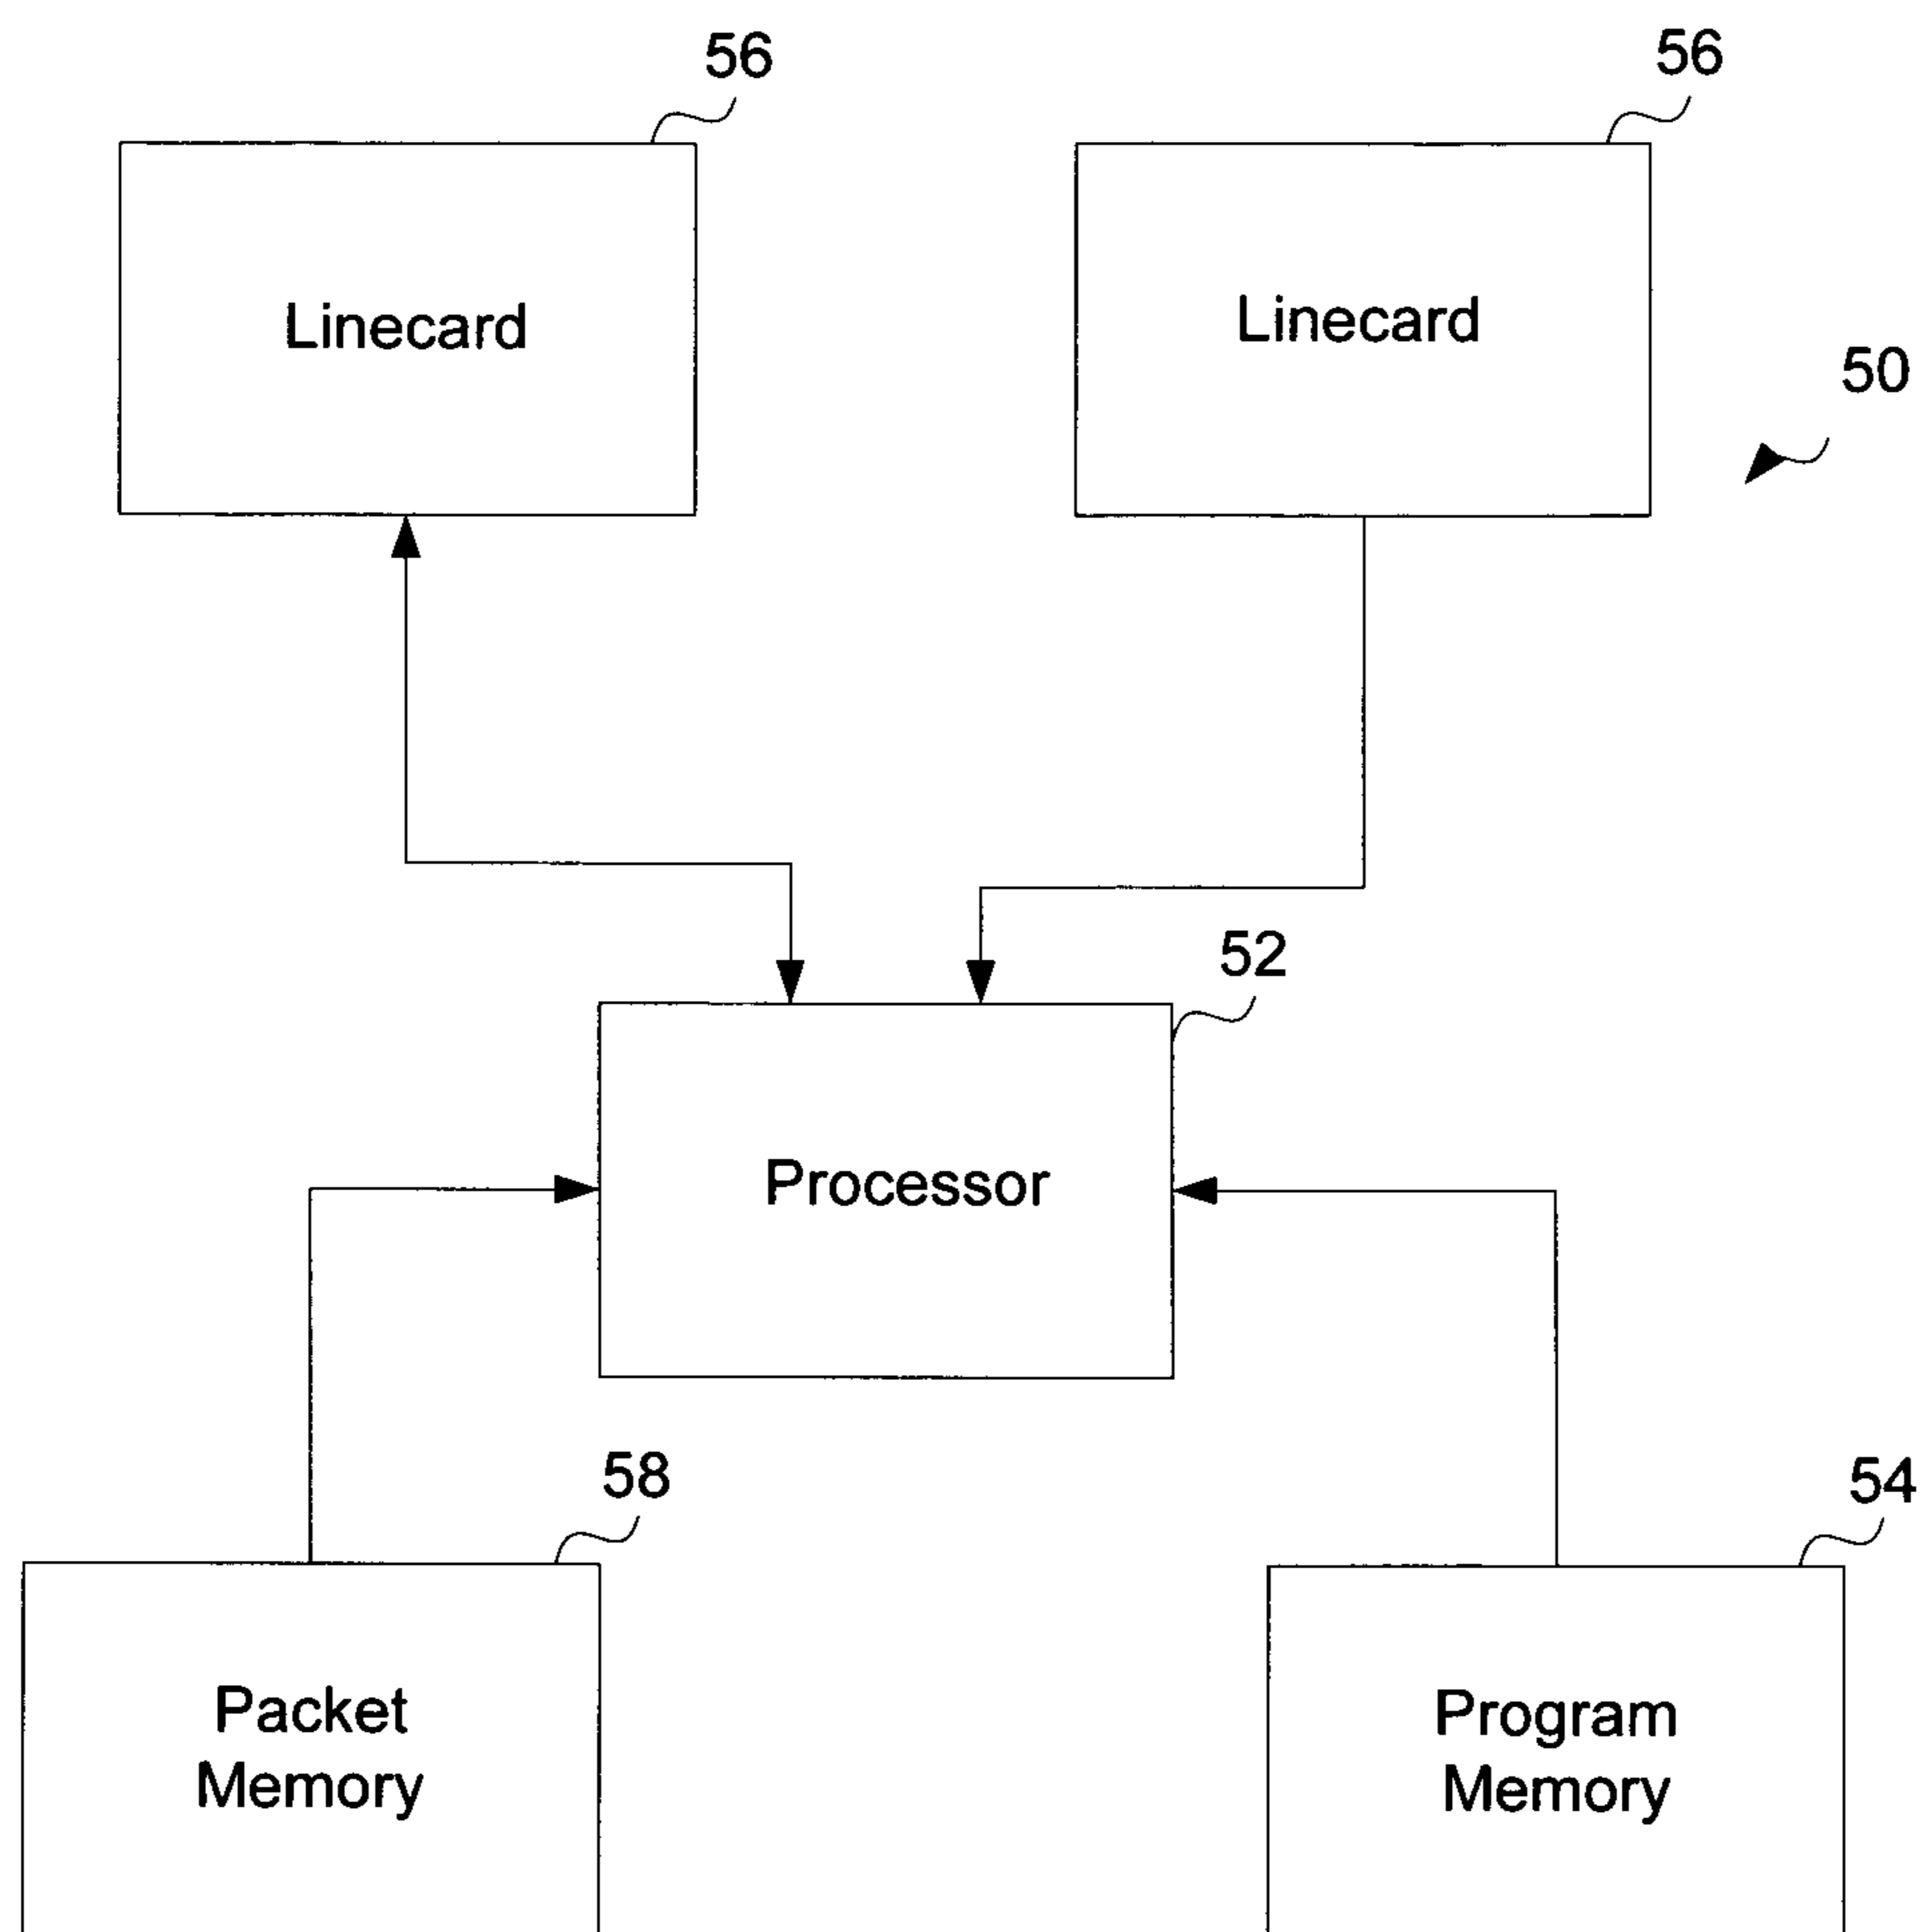 56
56
Linecard
Linecard
50
52
Processor
58
54
Packet
Memory
Program
Memory